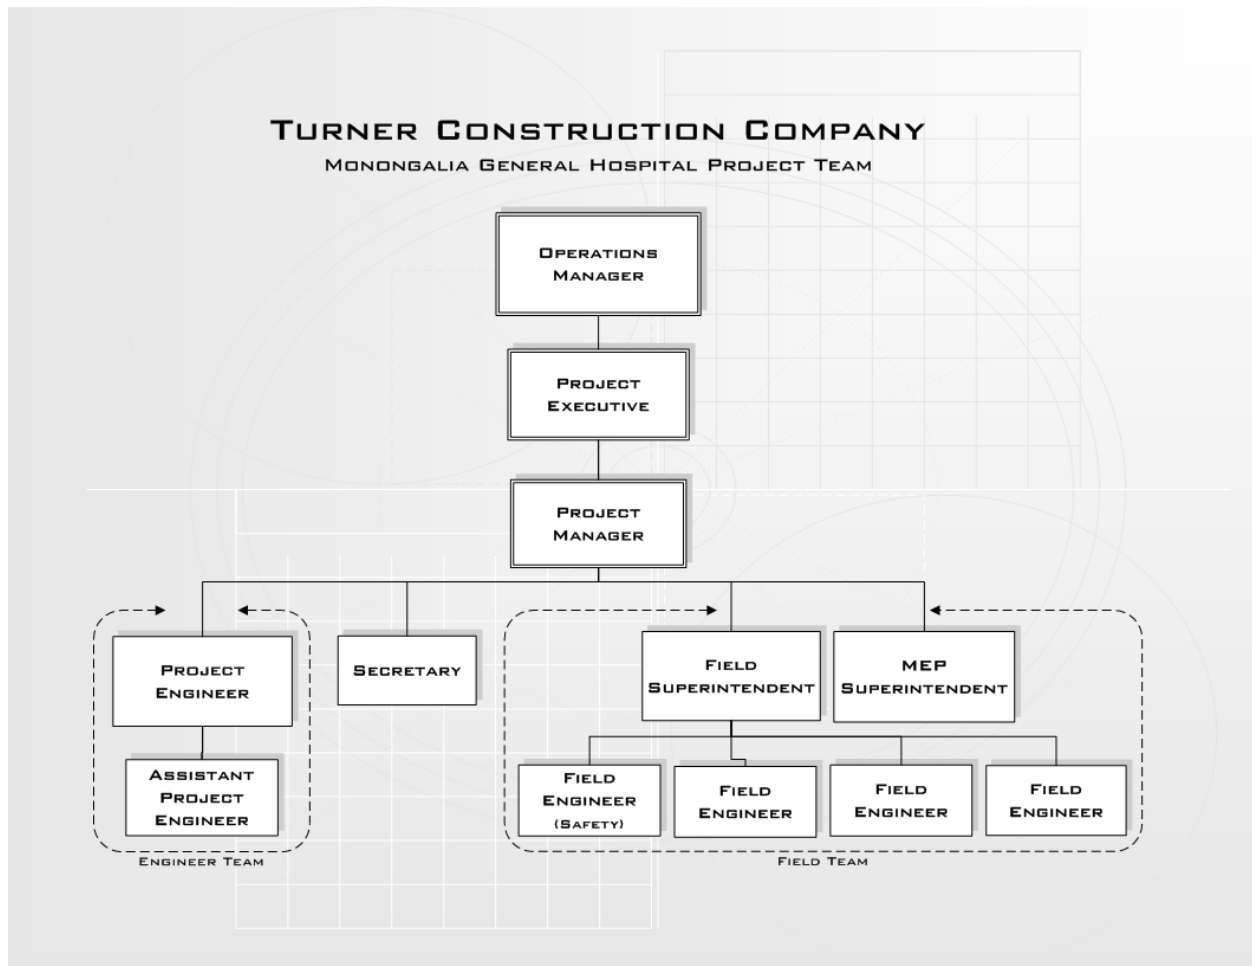 Turner Construction Company
Monongalia General Hospital Project Team
Operations
Manager
Project
Executive
Project
Manager
Project
Engineer
Secretary
Field
Superintendent
MEP
Superintendent
Assistant
Project
Engineer
Field
Engineer
(Safety)
Field
Engineer
Field
Engineer
Field
Engineer
Engineer Team
Field Team